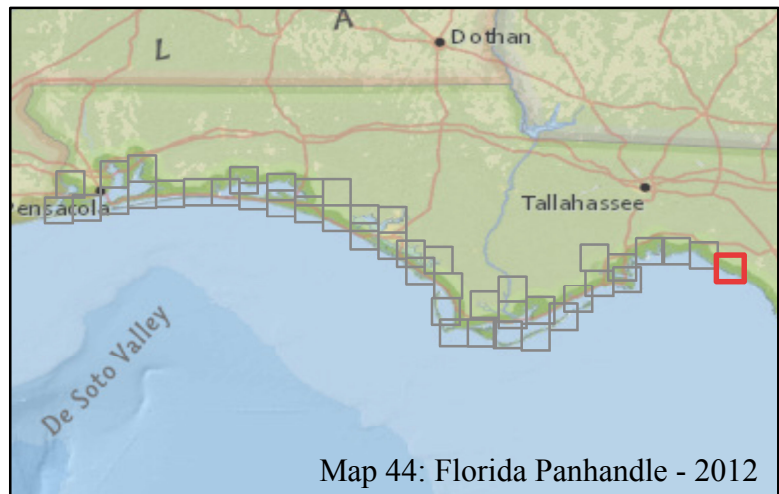 L A
Dothan
Tallahassee
Pensacola
De Soto Valley
Map 44: Florida Panhandle - 2012